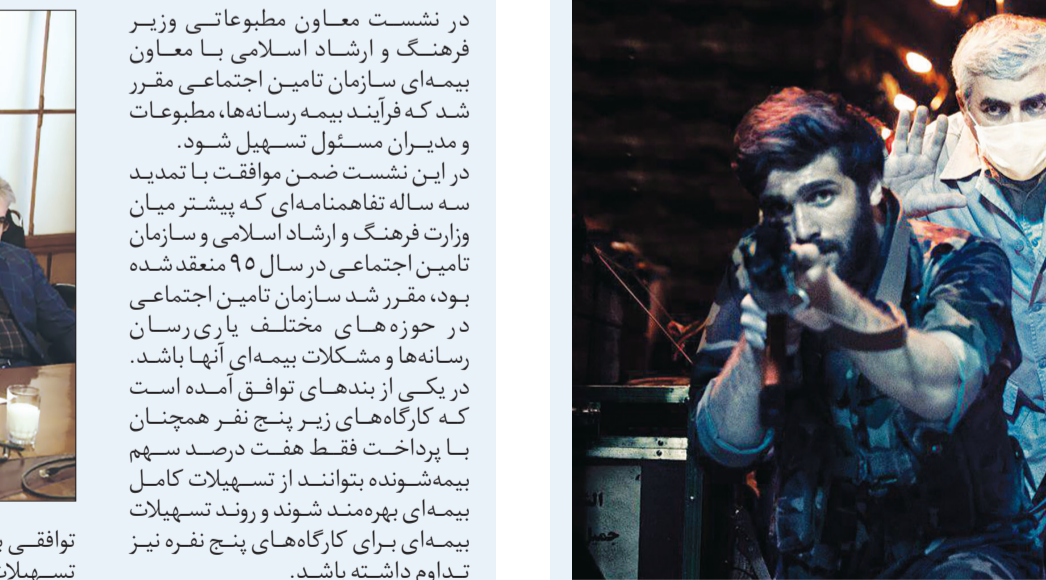 در نشست معاون مطبوعاتی وزیر
فرهنگ و ارشاد اسلامی با معاون
بیمه‌ای سازمان تامین اجتماعی مقرر
شد که فرآیند بیمه رسانه‌ها، مطبوعات
و مدیران مسئول تسهیل شود.
در این نشست ضمن موافقت با تمدید
سه ساله تفاهمنامه‌ای که پیشتر میان
وزارت فرهنگ و ارشاد اسلامی و سازمان
تامین اجتماعی در سال ۹۵ منعقد شده
بود، مقرر شد سازمان تامین اجتماعی
در حوزه‌های مختلف یاری‌رسان
رسانه‌ها و مشکلات بیمه‌ای آنها باشد.
در یکی از بندهای توافق آمده است
که کارگاه‌های زیر پنج نفر همچنان
با پرداخت فقط هفت درصد سهم
بیمه‌شونده بتوانند از تسهیلات کامل
بیمه‌ای بهره‌مند شوند و روند تسهیلات
بیمه‌ای برای کارگاه‌های پنج نفره نیز
تداوم داشته باشد.
توافقی
تسهیلات